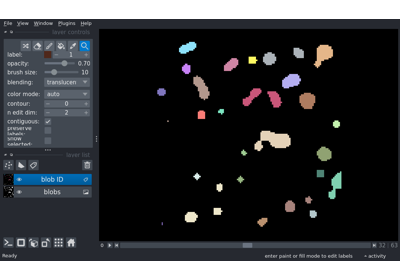 File View Window Plugins Help
layer controls
label: 1
opacity: 0.70
brush size: 10
blending: translucen
color mode: auto
contour: 0
n edit dim: 2
contiguous:
preserve
labels:
show
selected:
layer list
blob ID
blobs
0 32 63
Ready enter paint or fill mode to edit labels activity